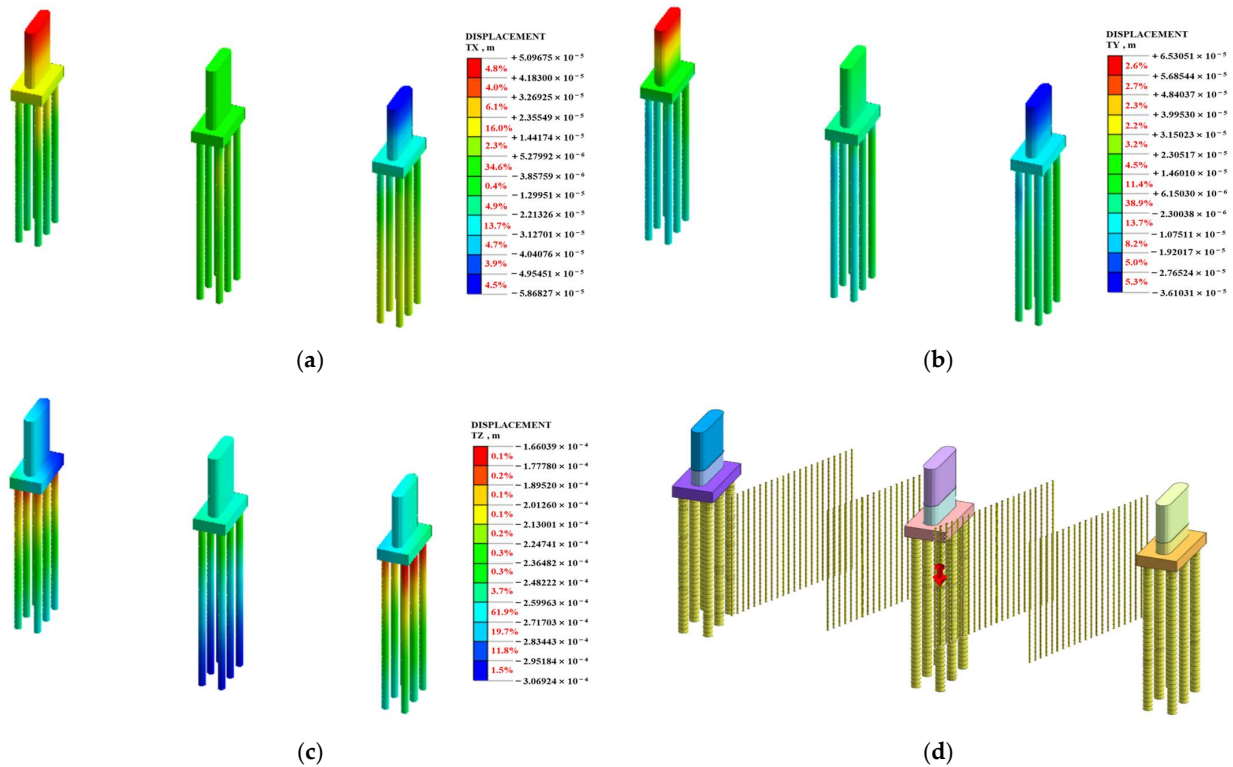 DISPLACEMENT
TX , m
+ 5.09675 × 10⁻⁵
4.8%
+ 4.18300 × 10⁻⁵
4.0%
+ 3.26925 × 10⁻⁵
6.1%
+ 2.35549 × 10⁻⁵
16.0%
+ 1.44174 × 10⁻⁵
2.3%
+ 5.27992 × 10⁻⁶
34.6%
− 3.85759 × 10⁻⁶
0.4%
− 1.29951 × 10⁻⁵
4.9%
− 2.21326 × 10⁻⁵
13.7%
− 3.12701 × 10⁻⁵
4.7%
− 4.04076 × 10⁻⁵
3.9%
− 4.95451 × 10⁻⁵
4.5%
− 5.86827 × 10⁻⁵
(a)
DISPLACEMENT
TY , m
+ 6.53051 × 10⁻⁵
2.6%
+ 5.68544 × 10⁻⁵
2.7%
+ 4.84037 × 10⁻⁵
2.3%
+ 3.99530 × 10⁻⁵
2.2%
+ 3.15023 × 10⁻⁵
3.2%
+ 2.30517 × 10⁻⁵
4.5%
+ 1.46010 × 10⁻⁵
11.4%
+ 6.15030 × 10⁻⁶
38.9%
− 2.30038 × 10⁻⁶
13.7%
− 1.07511 × 10⁻⁵
8.2%
− 1.92017 × 10⁻⁵
5.0%
− 2.76524 × 10⁻⁵
5.3%
− 3.61031 × 10⁻⁵
(b)
DISPLACEMENT
TZ , m
− 1.66039 × 10⁻⁴
0.1%
− 1.77780 × 10⁻⁴
0.2%
− 1.89520 × 10⁻⁴
0.1%
− 2.01260 × 10⁻⁴
0.1%
− 2.13001 × 10⁻⁴
0.2%
− 2.24741 × 10⁻⁴
0.3%
− 2.36482 × 10⁻⁴
0.3%
− 2.48222 × 10⁻⁴
3.7%
− 2.59963 × 10⁻⁴
61.9%
− 2.71703 × 10⁻⁴
19.7%
− 2.83443 × 10⁻⁴
11.8%
− 2.95184 × 10⁻⁴
1.5%
− 3.06924 × 10⁻⁴
(c)
(d)